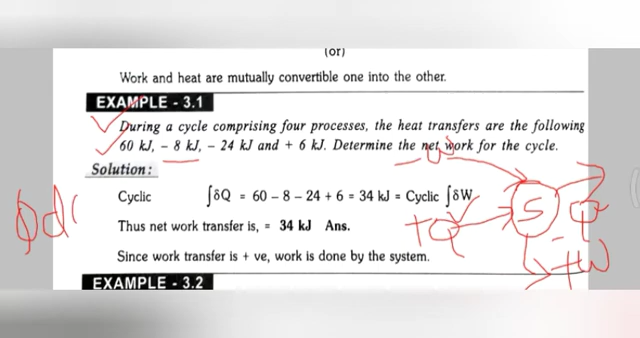 (or)
Work and heat are mutually convertible one into the other.
EXAMPLE - 3.1
During a cycle comprising four processes, the heat transfers are the following
60 kJ, - 8 kJ, - 24 kJ and + 6 kJ. Determine the net work for the cycle.
-W
Solution :
Cyclic ∫δQ = 60 – 8 – 24 + 6 = 34 kJ = Cyclic ∫δW
S
Thus net work transfer is, = 34 kJ Ans.
+Q
-Q
Since work transfer is + ve, work is done by the system.
+W
EXAMPLE - 3.2